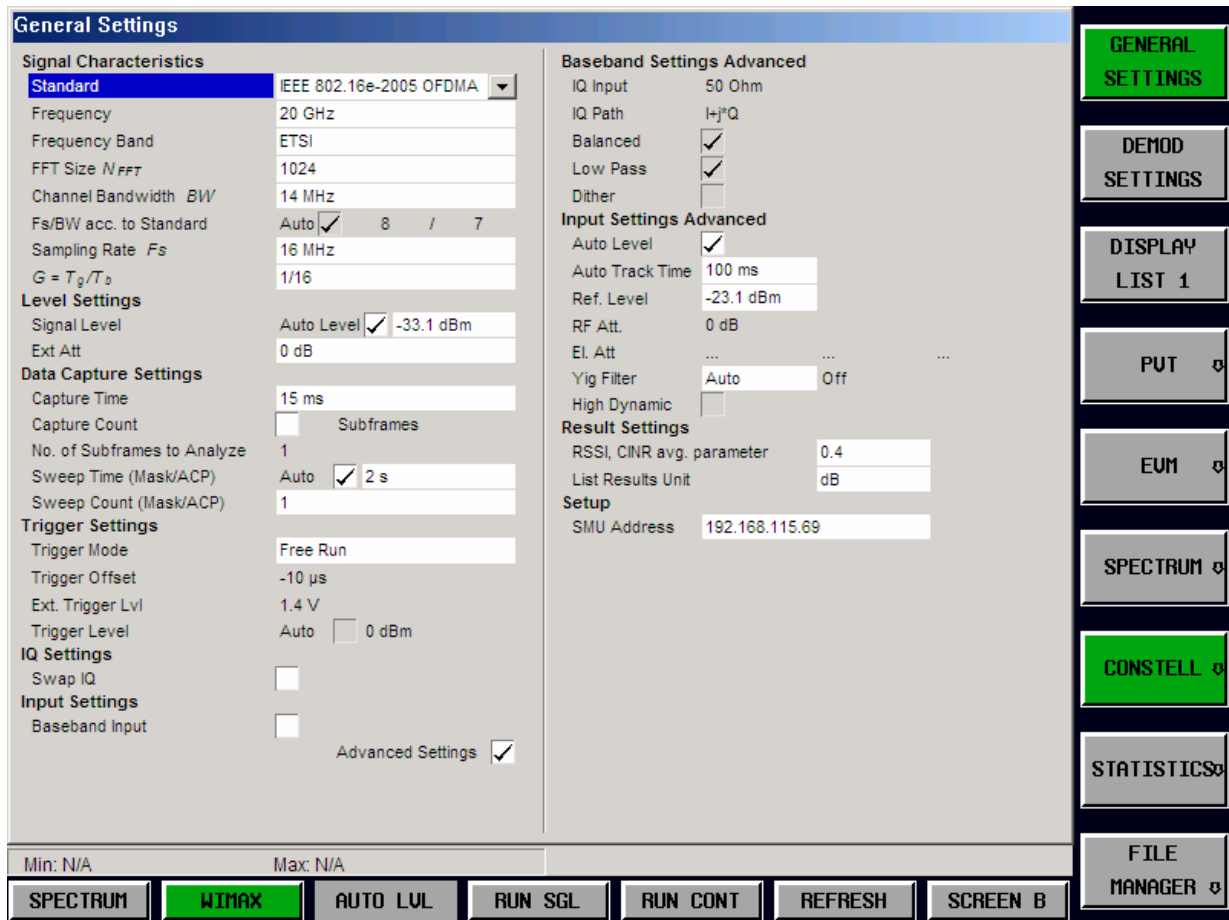 General Settings
Signal Characteristics
Standard IEEE 802.16e-2005 OFDMA
Frequency 20 GHz
Frequency Band ETSI
FFT Size NFFT 1024
Channel Bandwidth BW 14 MHz
Fs/BW acc. to Standard Auto 8 / 7
Sampling Rate Fs 16 MHz
G = Tg/Tb 1/16
Level Settings
Signal Level Auto Level -33.1 dBm
Ext Att 0 dB
Data Capture Settings
Capture Time 15 ms
Capture Count Subframes
No. of Subframes to Analyze 1
Sweep Time (Mask/ACP) Auto 2 s
Sweep Count (Mask/ACP) 1
Trigger Settings
Trigger Mode Free Run
Trigger Offset -10 µs
Ext. Trigger Lvl 1.4 V
Trigger Level Auto 0 dBm
IQ Settings
Swap IQ
Input Settings
Baseband Input
Advanced Settings
Baseband Settings Advanced
IQ Input 50 Ohm
IQ Path I+j*Q
Balanced
Low Pass
Dither
Input Settings Advanced
Auto Level
Auto Track Time 100 ms
Ref. Level -23.1 dBm
RF Att. 0 dB
El. Att ... ... ...
Yig Filter Auto Off
High Dynamic
Result Settings
RSSI, CINR avg. parameter 0.4
List Results Unit dB
Setup
SMU Address 192.168.115.69
Min: N/A Max: N/A
GENERAL
SETTINGS
DEMOD
SETTINGS
DISPLAY
LIST 1
PVT
EVM
SPECTRUM
CONSTELL
STATISTICS
FILE
MANAGER
SPECTRUM WIMAX AUTO LVL RUN SGL RUN CONT REFRESH SCREEN B